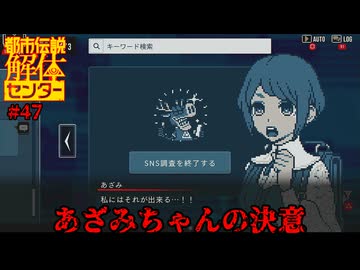 都市伝説
解体
センター
#47
3
キーワード検索
AUTO
LOG
SNS調査を終了する
あざみ
私にはそれが出来る…！！
あざみちゃんの決意